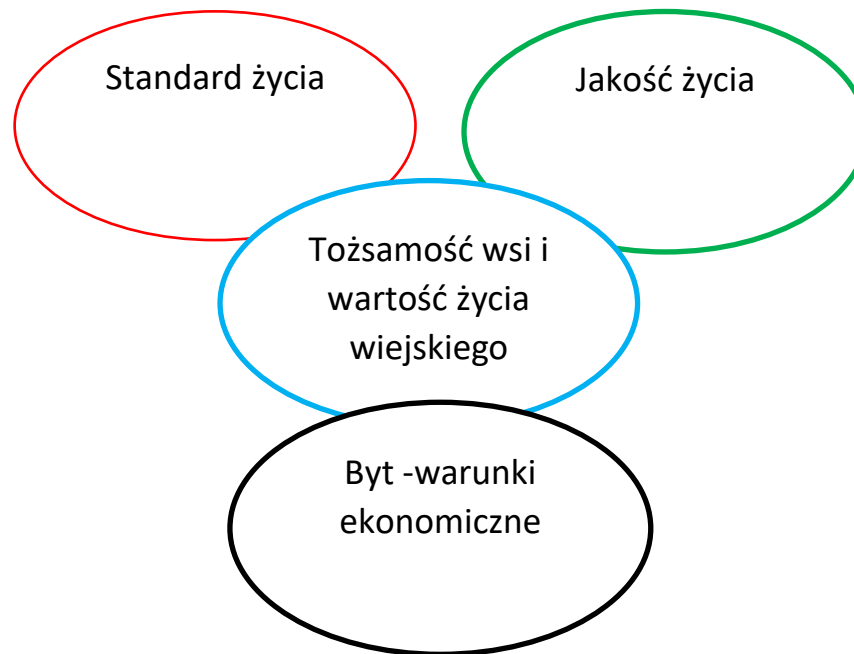 Standard życia
Jakość życia
Tożsamość wsi i
wartość życia
wiejskiego
Byt -warunki
ekonomiczne